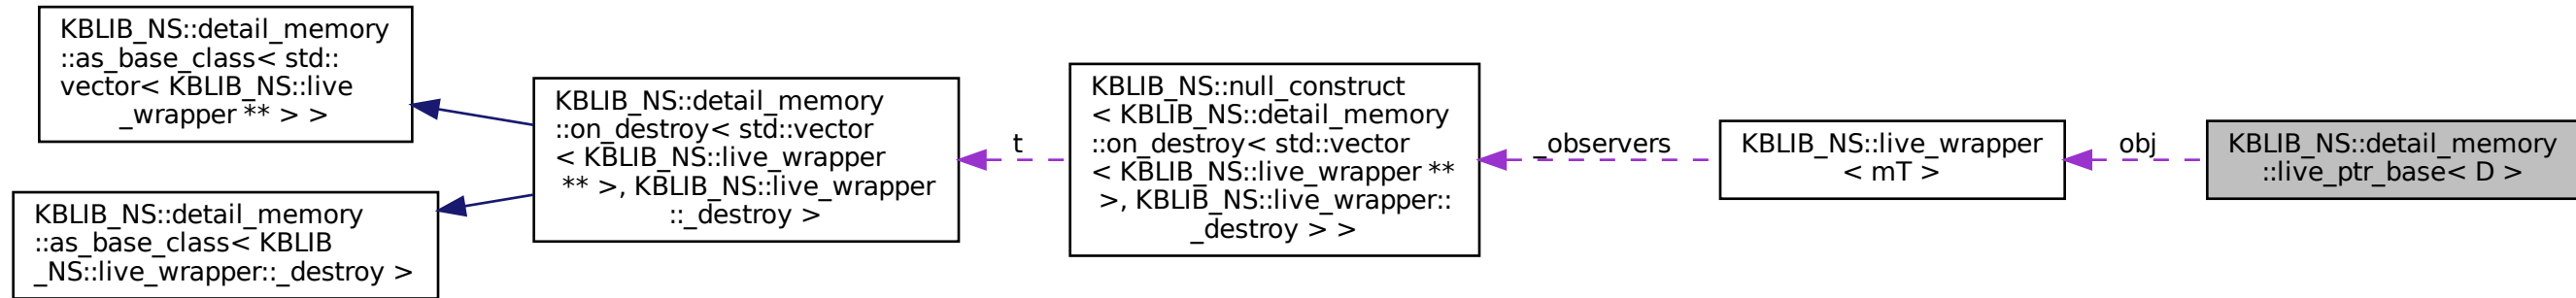 KBLIB_NS::detail_memory
::as_base_class< std::
vector< KBLIB_NS::live
_wrapper ** > >
KBLIB_NS::detail_memory
::as_base_class< KBLIB
_NS::live_wrapper::_destroy >
KBLIB_NS::detail_memory
::on_destroy< std::vector
< KBLIB_NS::live_wrapper
** >, KBLIB_NS::live_wrapper
::_destroy >
t
KBLIB_NS::null_construct
< KBLIB_NS::detail_memory
::on_destroy< std::vector
< KBLIB_NS::live_wrapper **
>, KBLIB_NS::live_wrapper::
_destroy > >
_observers
KBLIB_NS::live_wrapper
< mT >
obj
KBLIB_NS::detail_memory
::live_ptr_base< D >